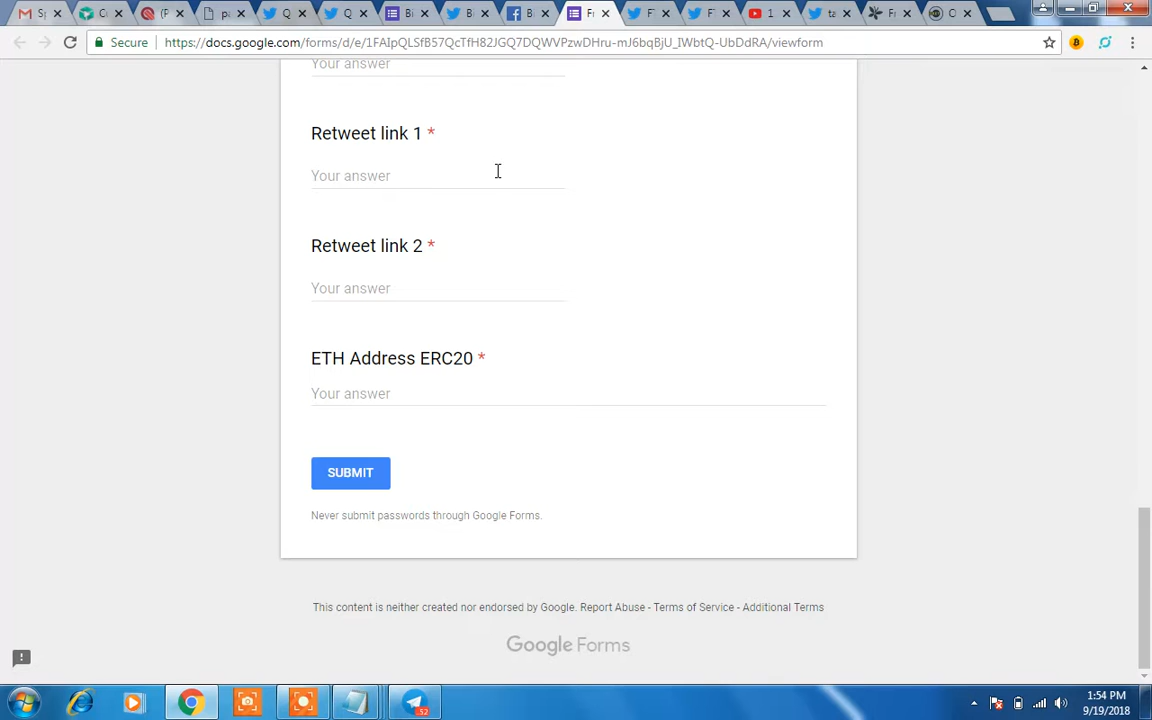 Secure
https://docs.google.com/forms/d/e/1FAIpQLSfB57QcTfH82JGQ7DQWVPzwDHru-mJ6bqBjU_IWbtQ-UbDdRA/viewform
Your answer
Retweet link 1 *
Your answer
Retweet link 2 *
Your answer
ETH Address ERC20 *
Your answer
SUBMIT
Never submit passwords through Google Forms.
This content is neither created nor endorsed by Google. Report Abuse - Terms of Service - Additional Terms
Google Forms
52
1:54 PM
9/19/2018